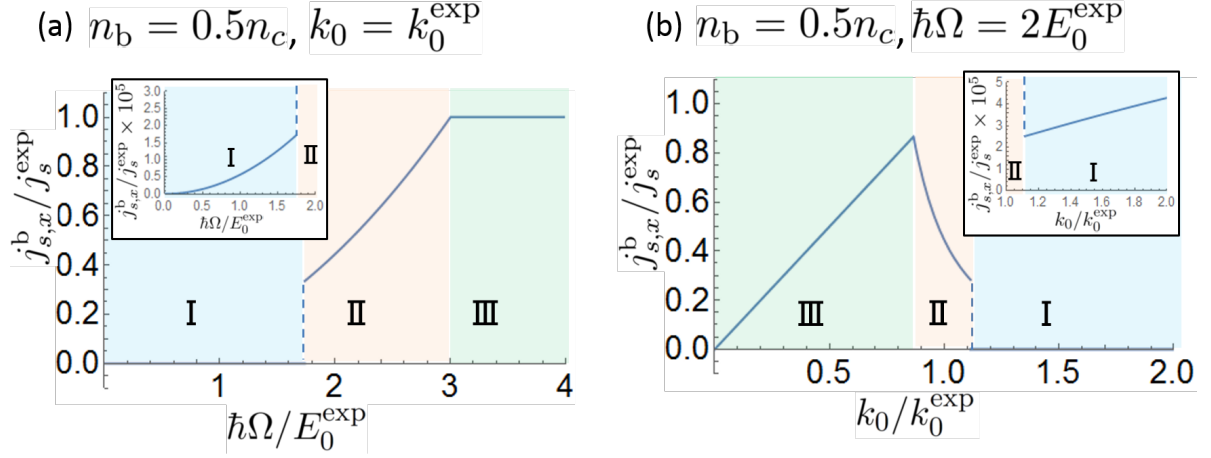 (a) n_b = 0.5n_c, k_0 = k_0^exp
j_{s,x}^b/j_s^exp
1.0
0.8
0.6
0.4
0.2
0.0
1 2 3 4
ħΩ/E_0^exp
I II III
j_{s,x}^b/j_s^exp × 10^5
3.0
2.5
2.0
1.5
1.0
0.5
0.0
0.0 0.5 1.0 1.5 2.0
ħΩ/E_0^exp
I II
(b) n_b = 0.5n_c, ħΩ = 2E_0^exp
j_{s,x}^b/j_s^exp
1.0
0.8
0.6
0.4
0.2
0.0
0.5 1.0 1.5 2.0
k_0/k_0^exp
III II I
j_{s,x}^b/j_s^exp × 10^5
5
4
3
2
1
0
1.0 1.2 1.4 1.6 1.8 2.0
k_0/k_0^exp
II I